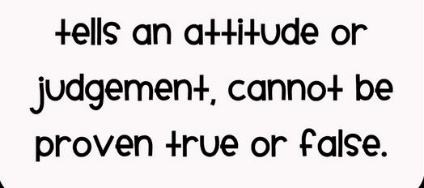 tells an attitude or
judgement, cannot be
proven true or false.